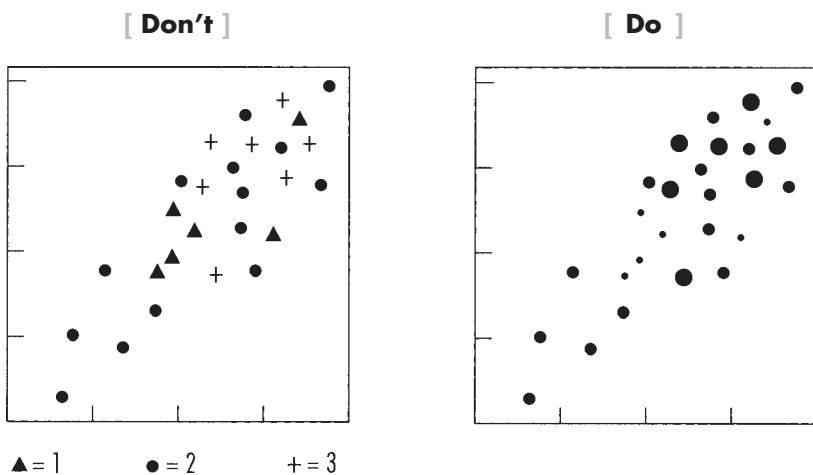 [ Don't ]
[ Do ]
▲ = 1 ● = 2 + = 3